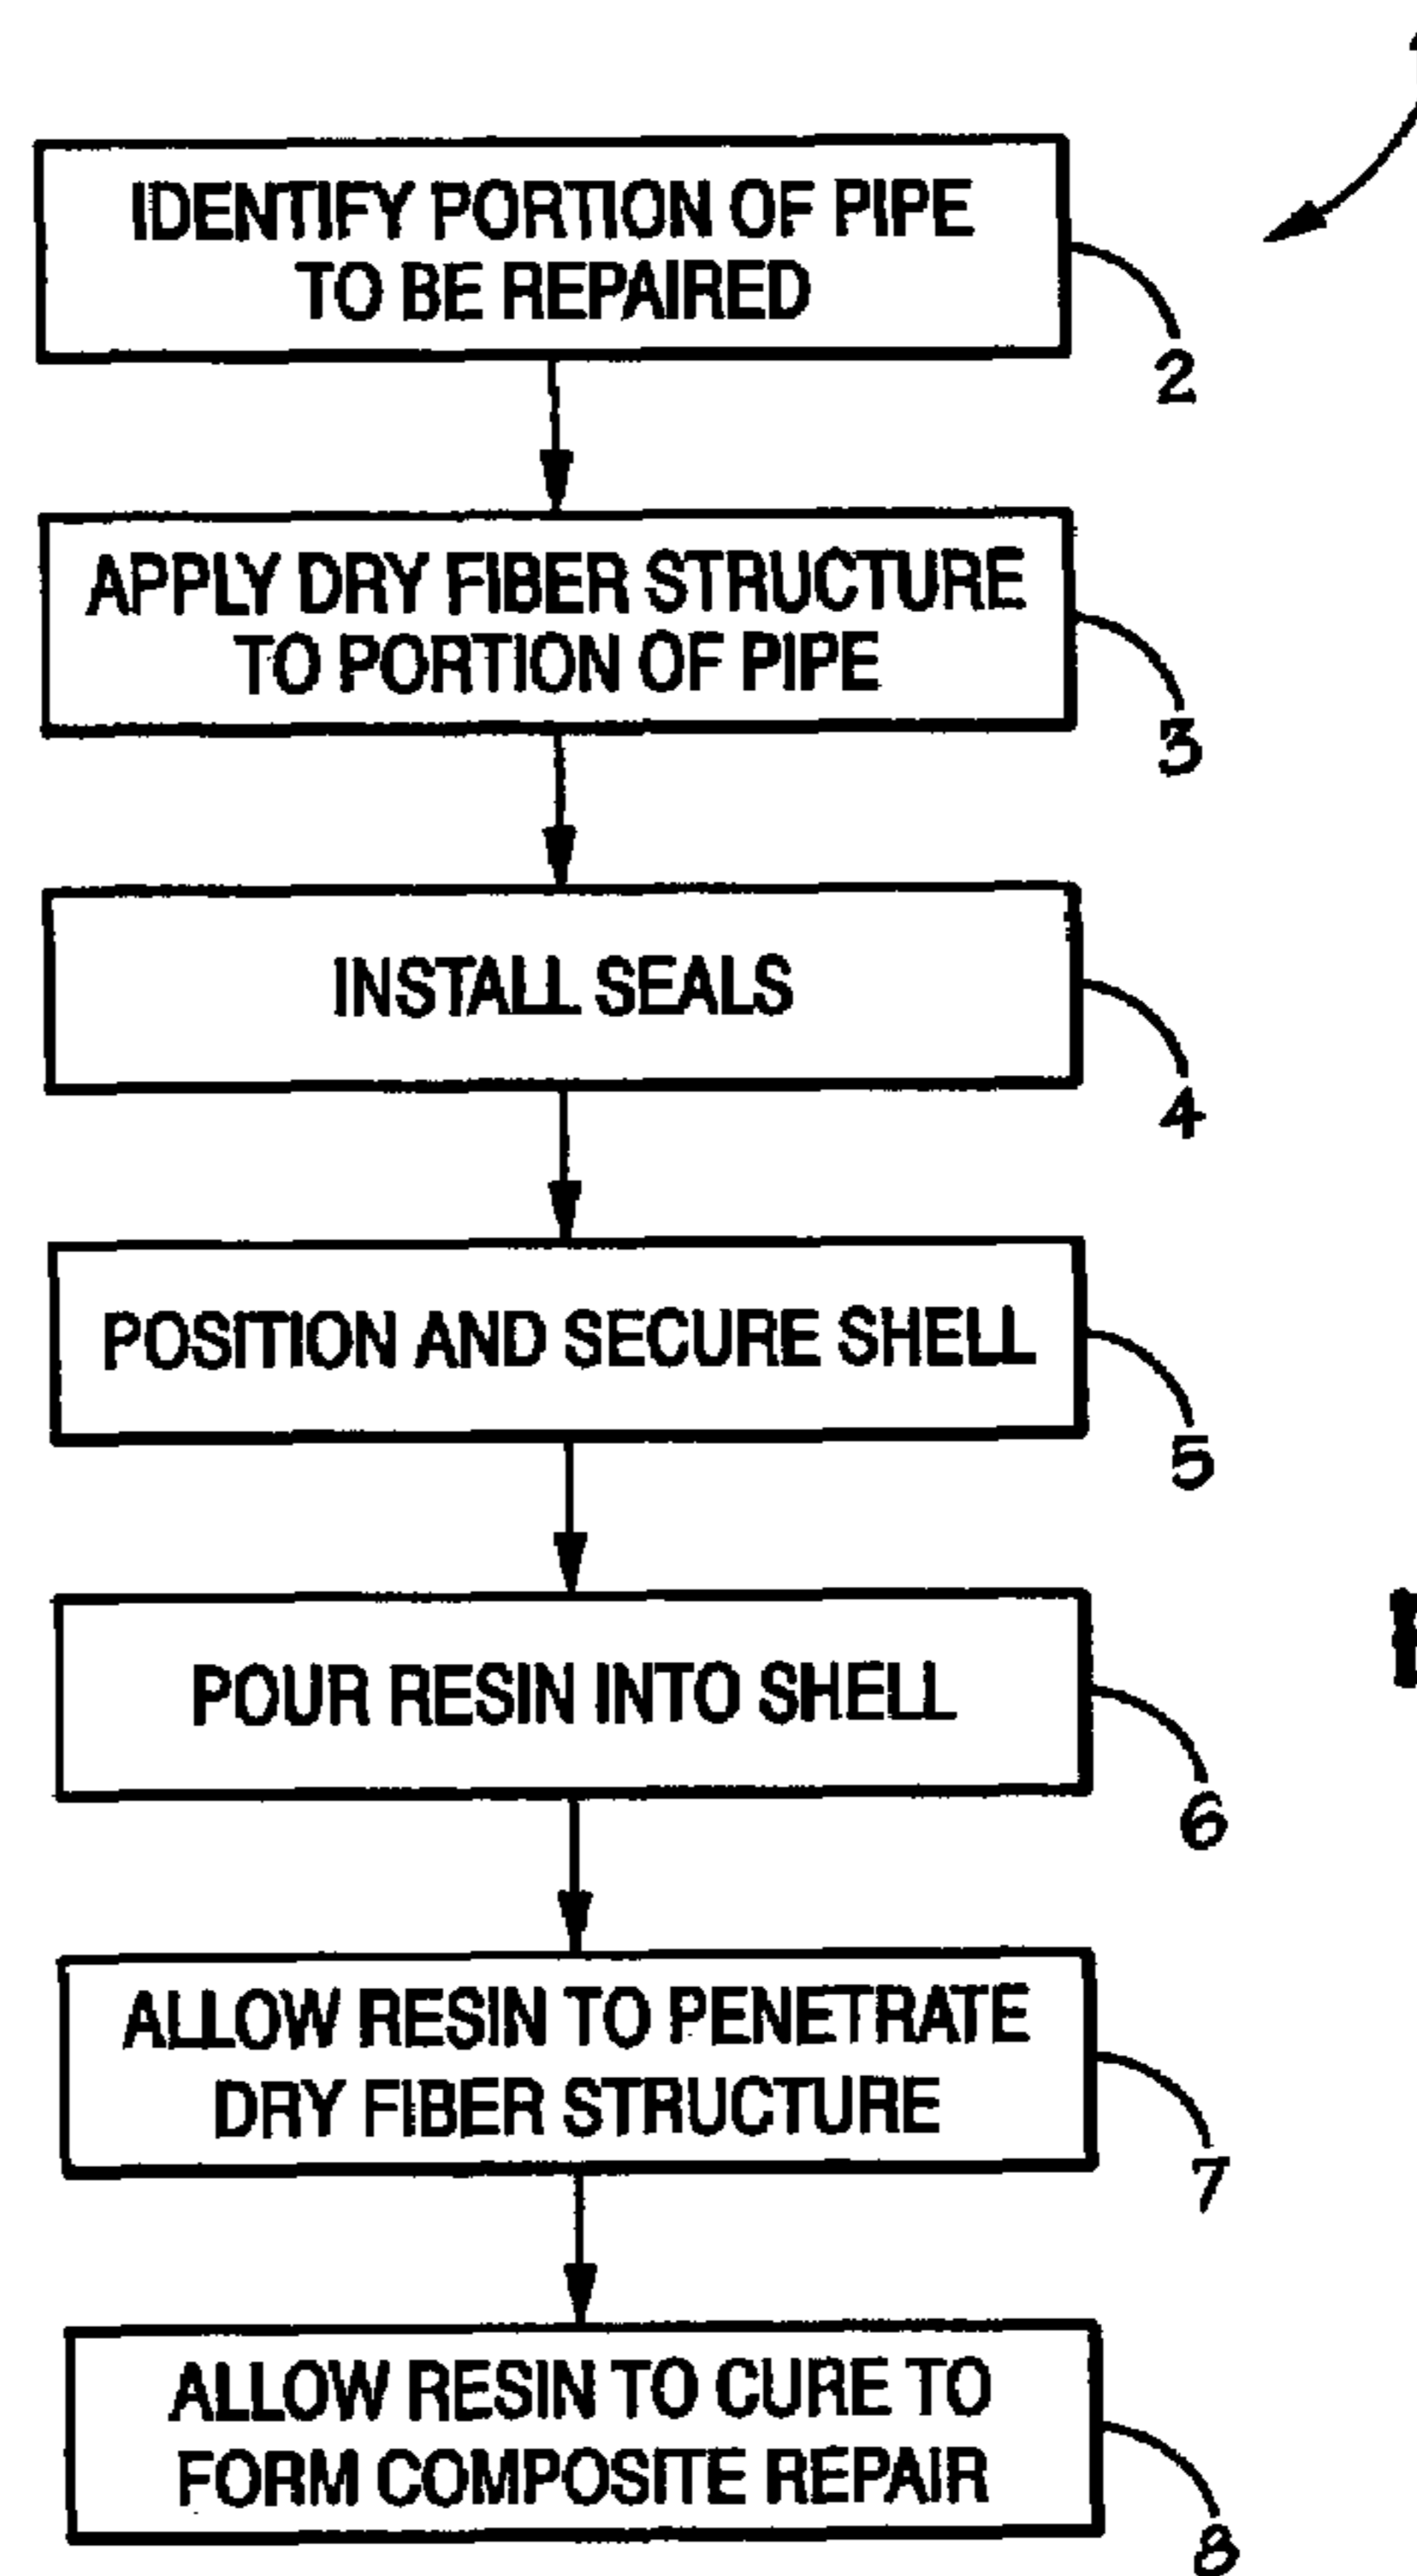 IDENTIFY PORTION OF PIPE
TO BE REPAIRED
2
APPLY DRY FIBER STRUCTURE
TO PORTION OF PIPE
3
INSTALL SEALS
4
POSITION AND SECURE SHELL
5
POUR RESIN INTO SHELL
6
ALLOW RESIN TO PENETRATE
DRY FIBER STRUCTURE
7
ALLOW RESIN TO CURE TO
FORM COMPOSITE REPAIR
8